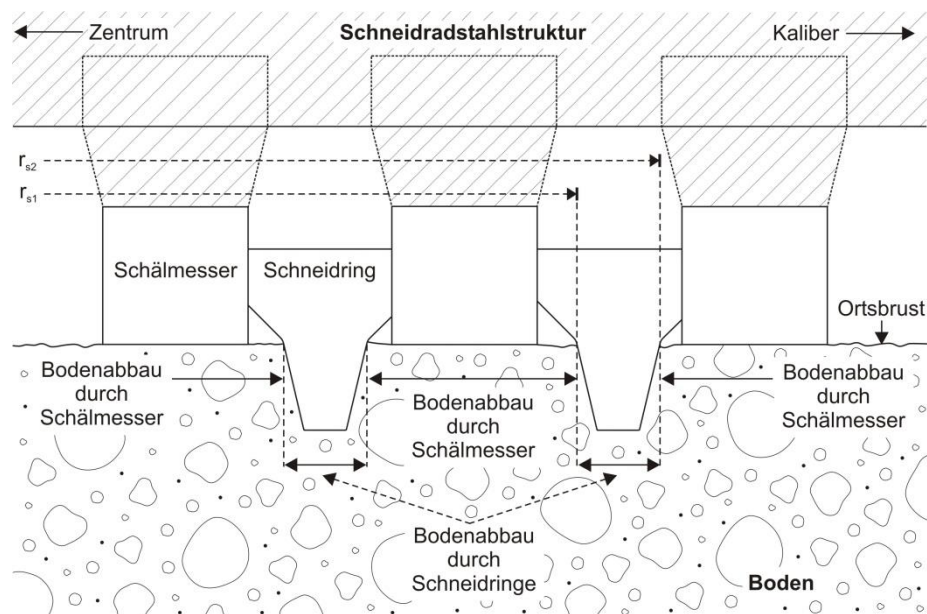 Zentrum
Schneidradstahlstruktur
Kaliber
rs2
rs1
Schälmesser
Schneidring
Ortsbrust
Bodenabbau
durch
Schälmesser
Bodenabbau
durch
Schälmesser
Bodenabbau
durch
Schälmesser
Bodenabbau
durch
Schneidringe
Boden